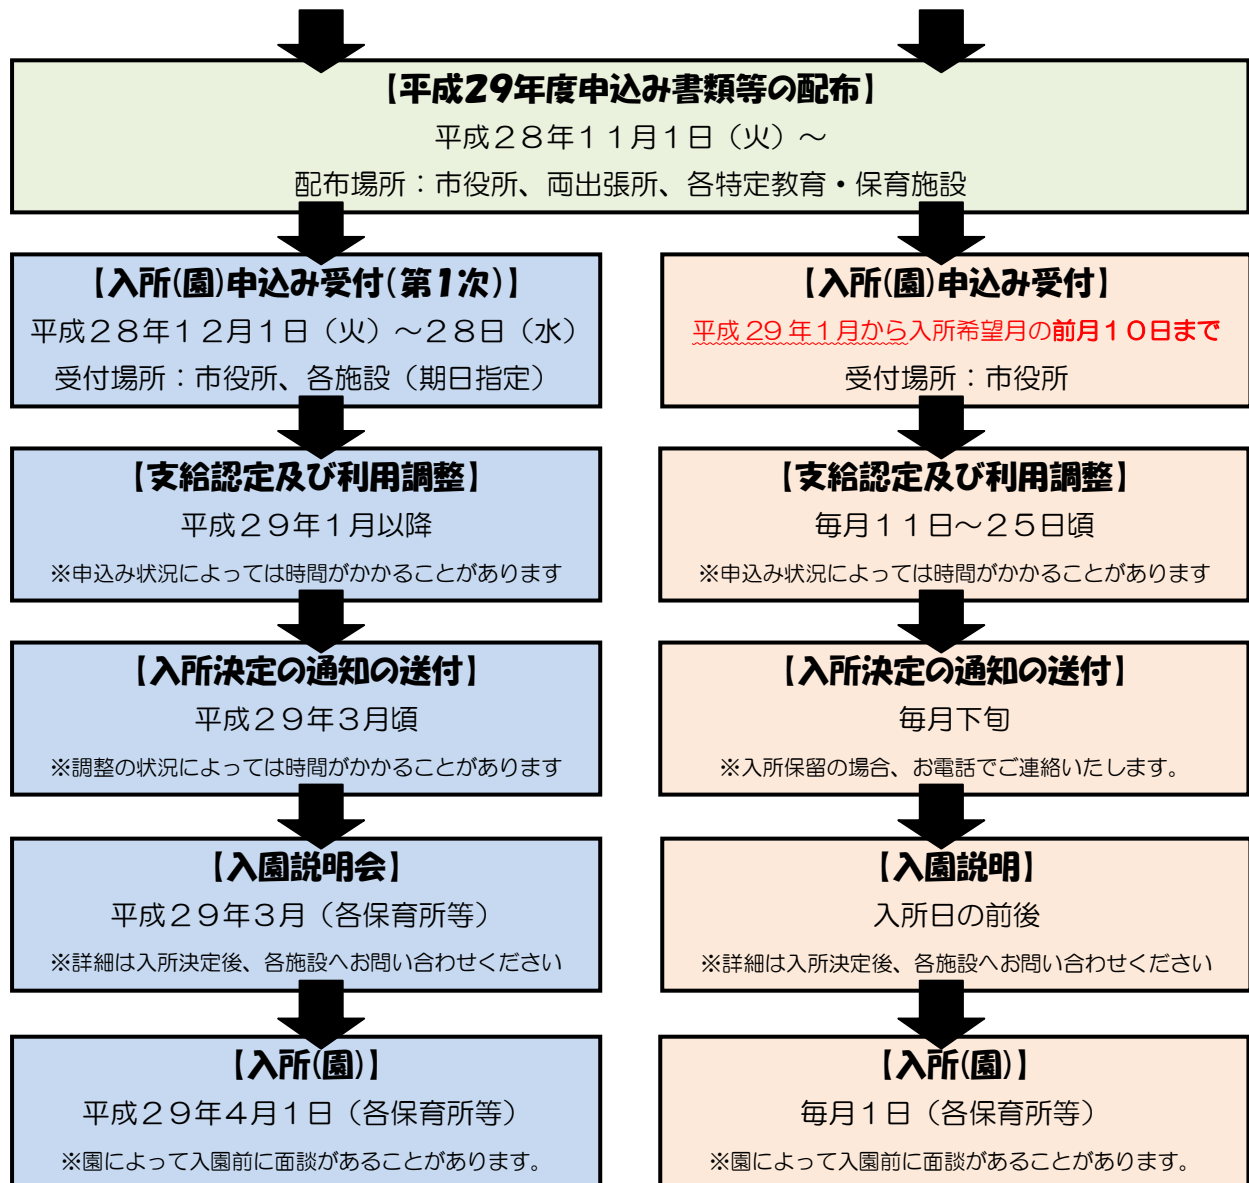 【平成29年度申込み書類等の配布】
平成２８年１１月１日（火）～
配布場所：市役所、両出張所、各特定教育・保育施設
【入所(園)申込み受付(第1次)】
平成２８年１２月１日（火）～２８日（水）
受付場所：市役所、各施設（期日指定）
【支給認定及び利用調整】
平成２９年１月以降
※申込み状況によっては時間がかかることがあります
【入所決定の通知の送付】
平成２９年３月頃
※調整の状況によっては時間がかかることがあります
【入園説明会】
平成２９年３月（各保育所等）
※詳細は入所決定後、各施設へお問い合わせください
【入所(園)】
平成２９年４月１日（各保育所等）
※園によって入園前に面談があることがあります。
【入所(園)申込み受付】
平成 29 年１月から入所希望月の前月１０日まで
受付場所：市役所
【支給認定及び利用調整】
毎月１１日～２５日頃
※申込み状況によっては時間がかかることがあります
【入所決定の通知の送付】
毎月下旬
※入所保留の場合、お電話でご連絡いたします。
【入園説明】
入所日の前後
※詳細は入所決定後、各施設へお問い合わせください
【入所(園)】
毎月１日（各保育所等）
※園によって入園前に面談があることがあります。